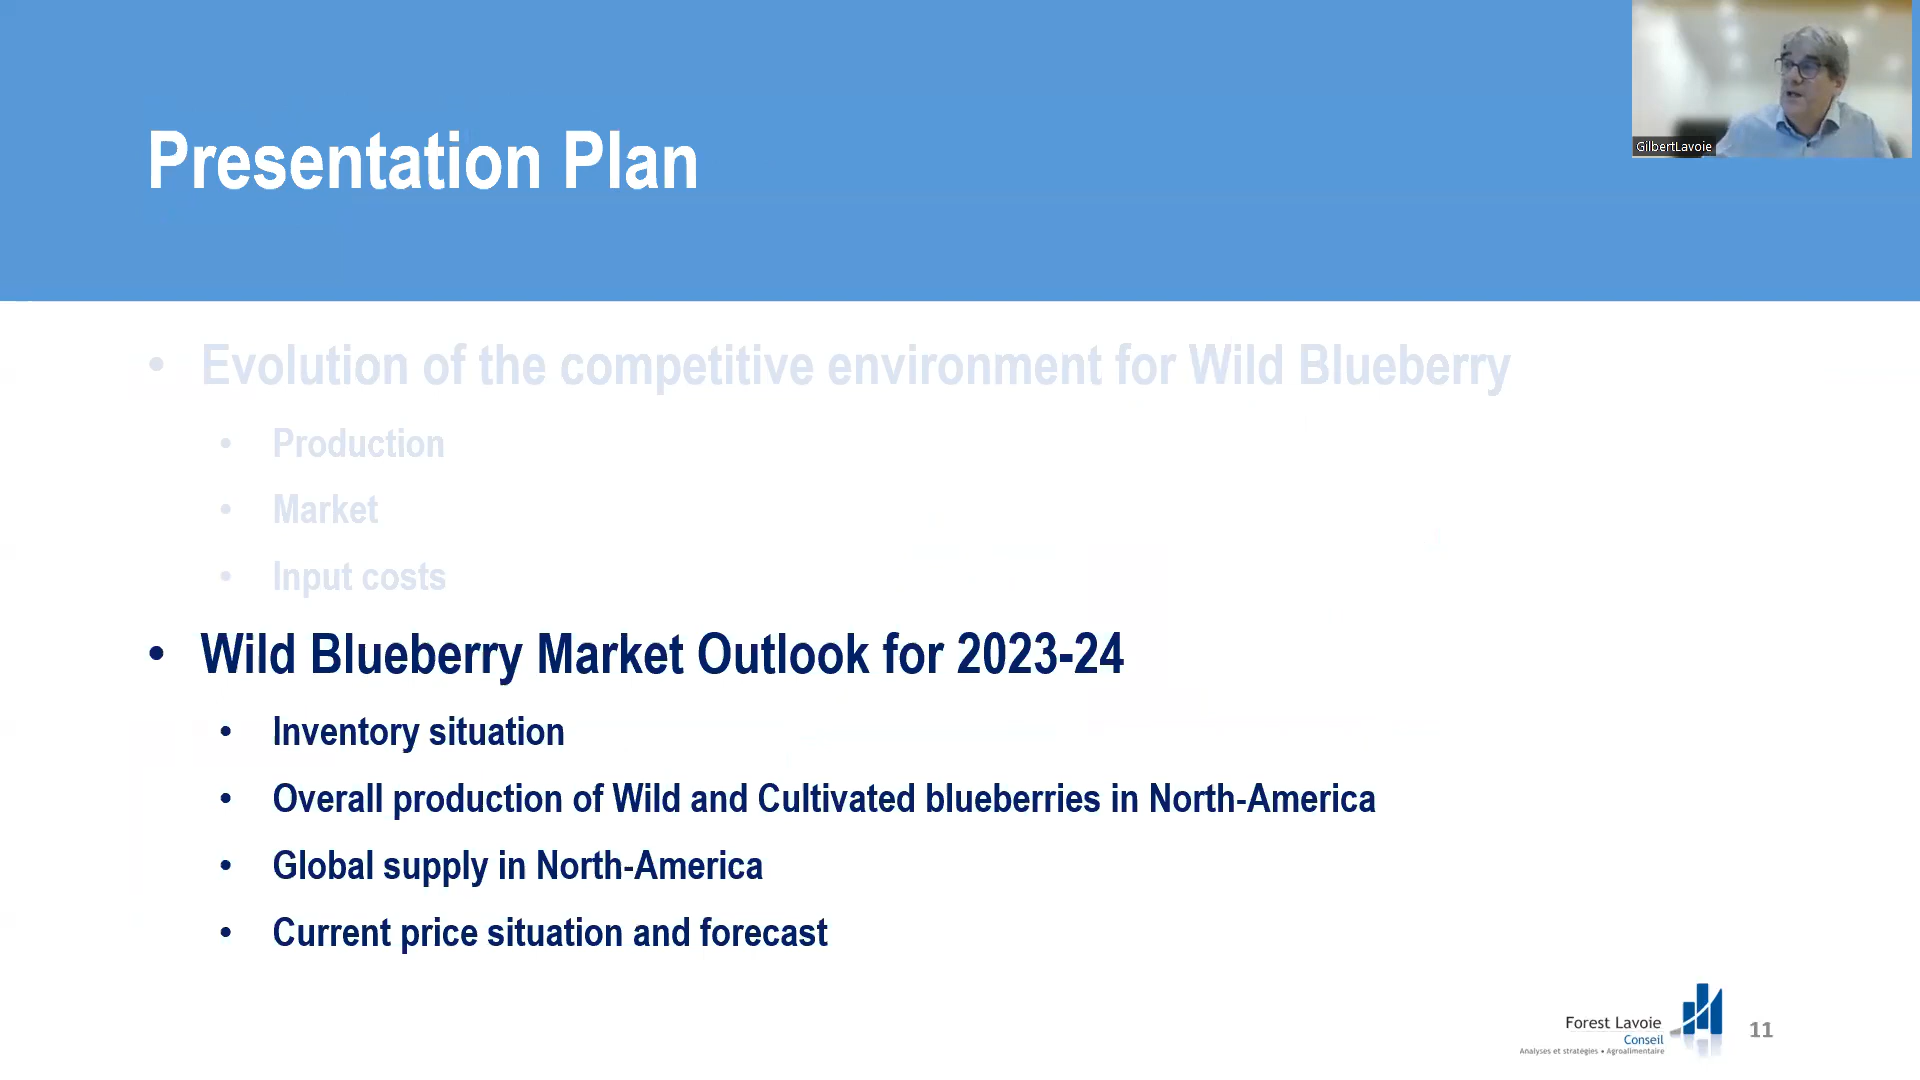 GilbertLavoie
Presentation Plan
• Evolution of the competitive environment for Wild Blueberry
• Production
• Market
• Input costs
• Wild Blueberry Market Outlook for 2023-24
• Inventory situation
• Overall production of Wild and Cultivated blueberries in North-America
• Global supply in North-America
• Current price situation and forecast
Forest Lavoie
Conseil
Analyses et stratégies • Agroalimentaire
11